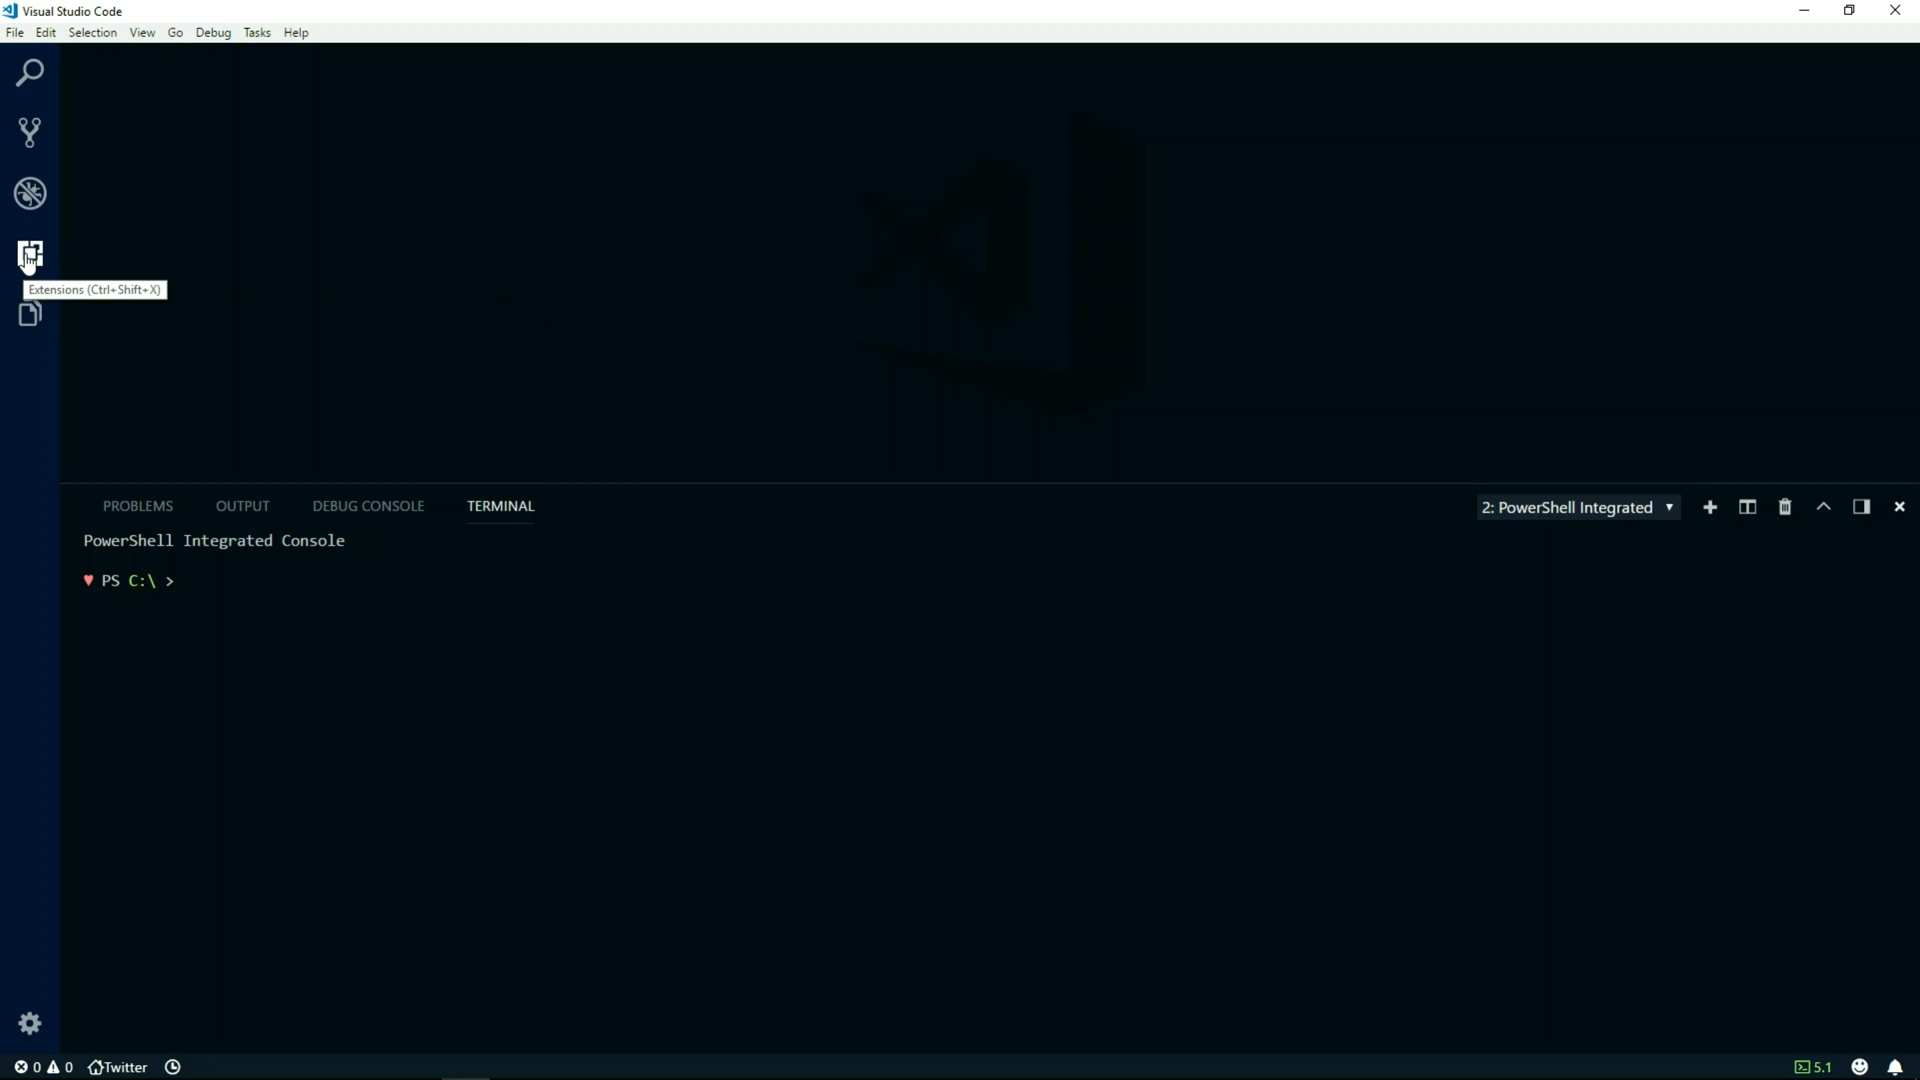 Visual Studio Code
File Edit Selection View Go Debug Tasks Help
Extensions (Ctrl+Shift+X)
PROBLEMS OUTPUT DEBUG CONSOLE TERMINAL 2: PowerShell Integrated
PowerShell Integrated Console
♥ PS C:\ >
0 0 Twitter 5.1